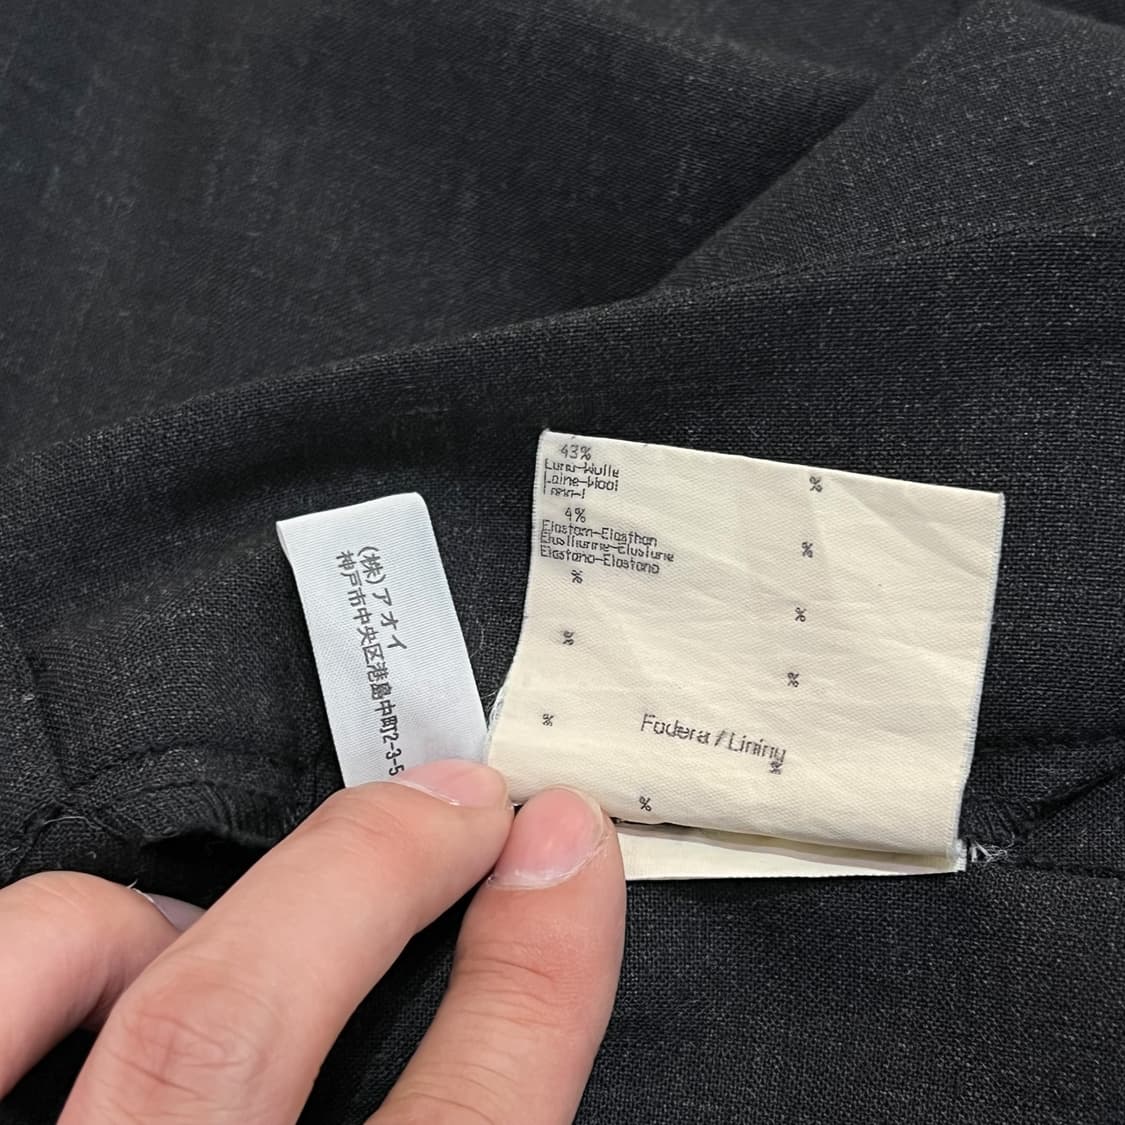 (株)アオイ
神戸市中央区港島中町2-3-5
43%
Lana-Wolle
Laine-Wool
4%
Elastam-Elasthan
Elasthanne-Elastane
Elastano-Elastano
%
%
%
%
%
%
%
Fodera / Lining
%
%